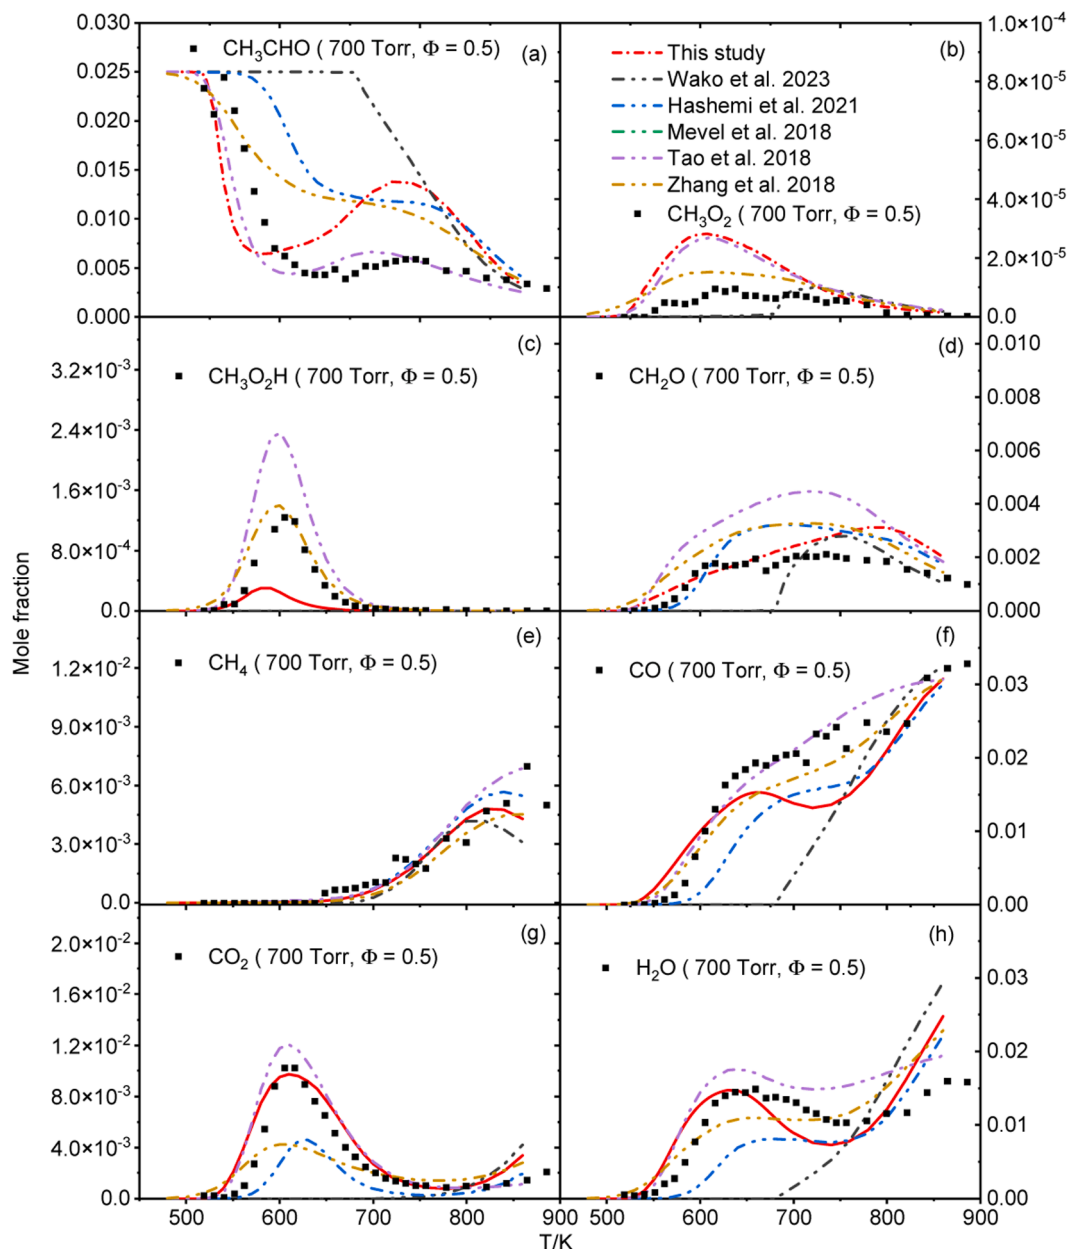 0.030
0.025
0.020
0.015
0.010
0.005
0.000
CH₃CHO ( 700 Torr, Φ = 0.5)
(a)
This study
Wako et al. 2023
Hashemi et al. 2021
Mevel et al. 2018
Tao et al. 2018
Zhang et al. 2018
CH₃O₂ ( 700 Torr, Φ = 0.5)
(b)
1.0×10⁻⁴
8.0×10⁻⁵
6.0×10⁻⁵
4.0×10⁻⁵
2.0×10⁻⁵
0.0
3.2×10⁻³
2.4×10⁻³
1.6×10⁻³
8.0×10⁻⁴
0.0
CH₃O₂H ( 700 Torr, Φ = 0.5)
(c)
CH₂O ( 700 Torr, Φ = 0.5)
(d)
0.010
0.008
0.006
0.004
0.002
0.000
Mole fraction
1.2×10⁻²
9.0×10⁻³
6.0×10⁻³
3.0×10⁻³
0.0
CH₄ ( 700 Torr, Φ = 0.5)
(e)
CO ( 700 Torr, Φ = 0.5)
(f)
0.03
0.02
0.01
0.00
2.0×10⁻²
1.6×10⁻²
1.2×10⁻²
8.0×10⁻³
4.0×10⁻³
0.0
CO₂ ( 700 Torr, Φ = 0.5)
(g)
H₂O ( 700 Torr, Φ = 0.5)
(h)
0.03
0.02
0.01
0.00
500 600 700 800 500 600 700 800 900
T/K